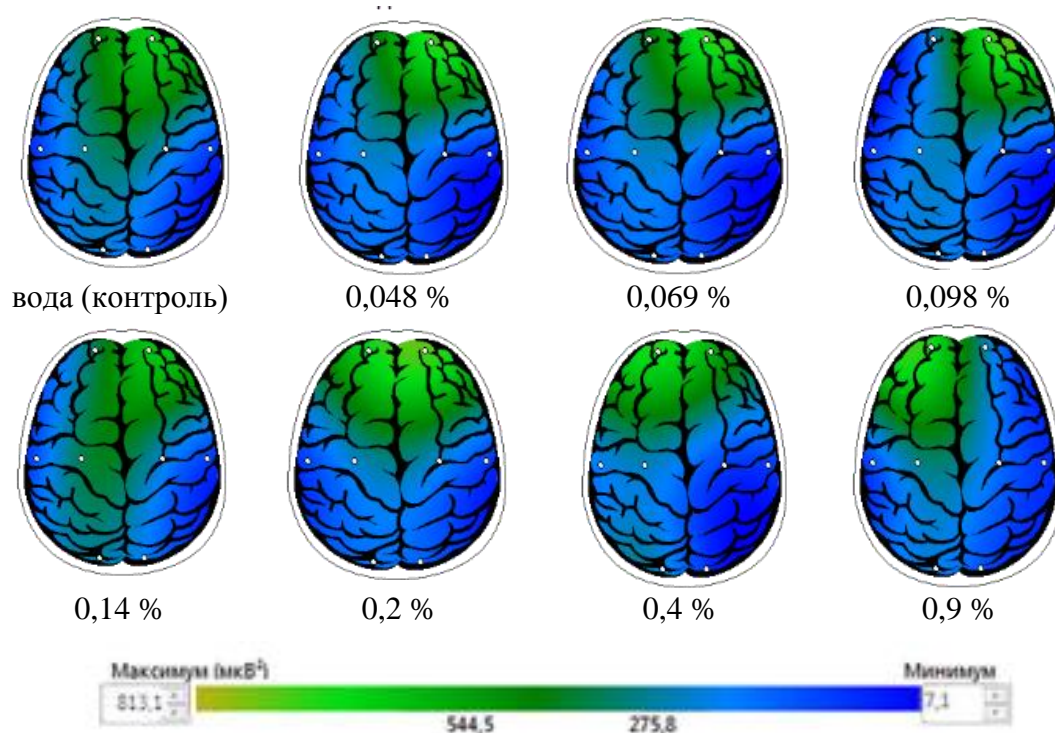 вода (контроль) 0,048 % 0,069 % 0,098 %
0,14 % 0,2 % 0,4 % 0,9 %
Максимум (мкВ²) Минимум
813,1 7,1
544,5 275,8